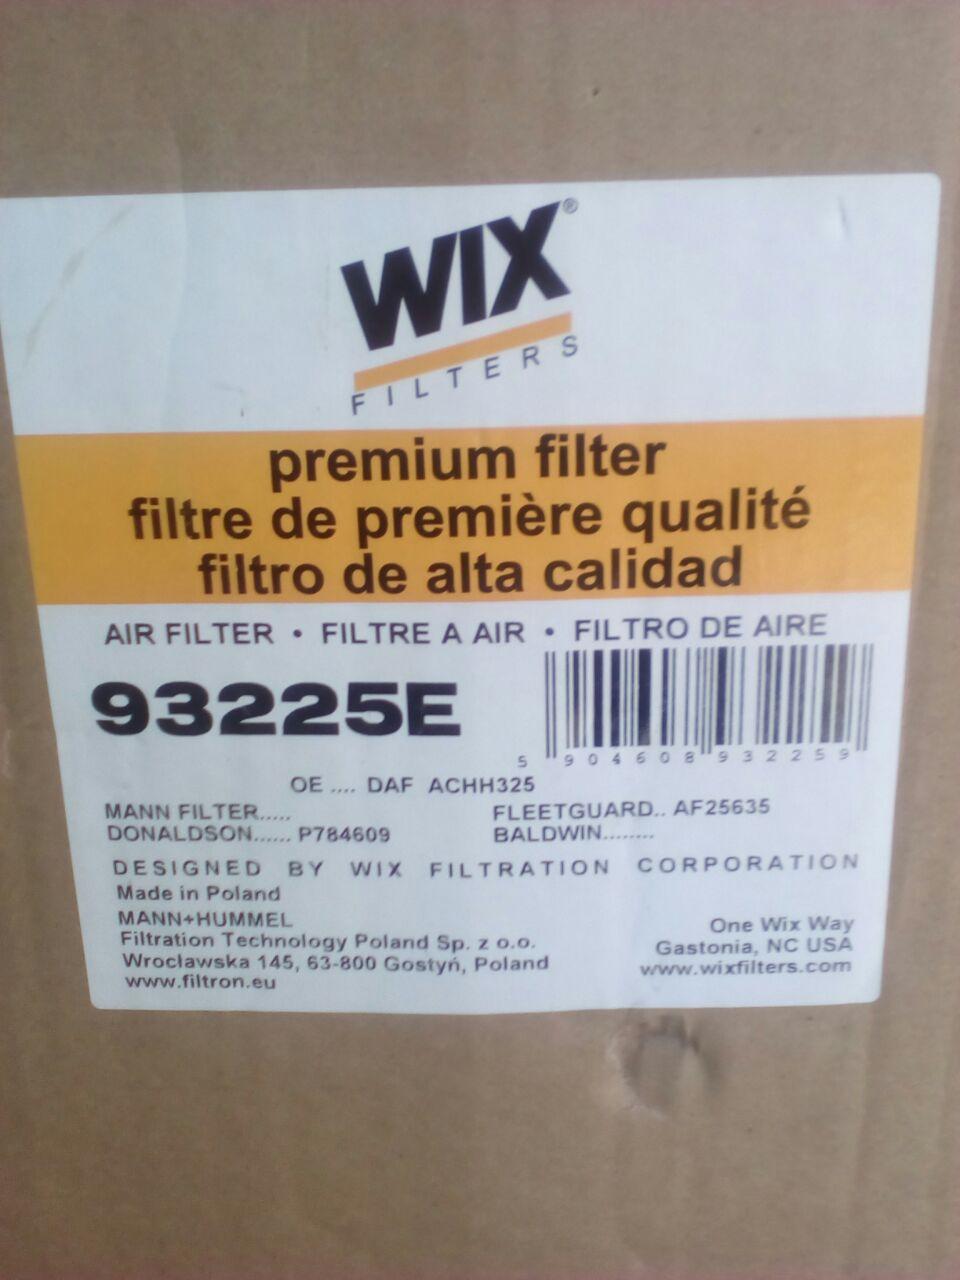 WIX®
FILTERS
premium filter
filtre de première qualité
filtro de alta calidad
AIR FILTER • FILTRE A AIR • FILTRO DE AIRE
93225E
5 904608 932259
OE .... DAF ACHH325
MANN FILTER..... FLEETGUARD.. AF25635
DONALDSON...... P784609 BALDWIN........
DESIGNED BY WIX FILTRATION CORPORATION
Made in Poland
MANN+HUMMEL
Filtration Technology Poland Sp. z o.o.
Wrocławska 145, 63-800 Gostyń, Poland
www.filtron.eu
One Wix Way
Gastonia, NC USA
www.wixfilters.com